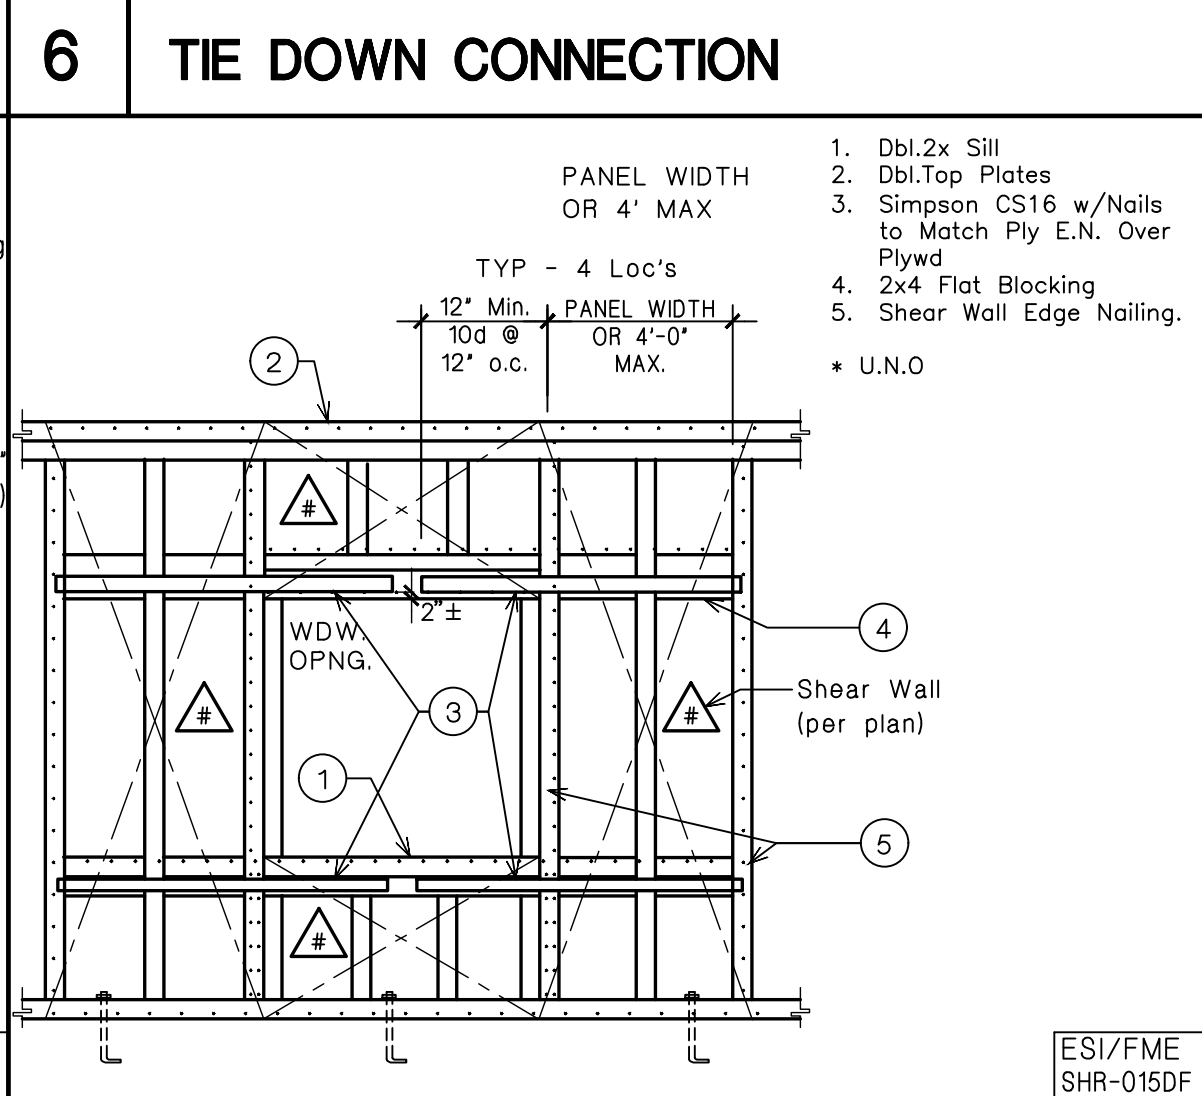 6 TIE DOWN CONNECTION
PANEL WIDTH
OR 4' MAX
TYP - 4 Loc's
12" Min.
10d @
12" o.c.
PANEL WIDTH
OR 4'-0"
MAX.
1. Dbl.2x Sill
2. Dbl.Top Plates
3. Simpson CS16 w/Nails
to Match Ply E.N. Over
Plywd
4. 2x4 Flat Blocking
5. Shear Wall Edge Nailing.
* U.N.O
2
#
2"±
WDW.
OPNG.
4
#
3
#
Shear Wall
(per plan)
1
5
#
ESI/FME
SHR-015DF